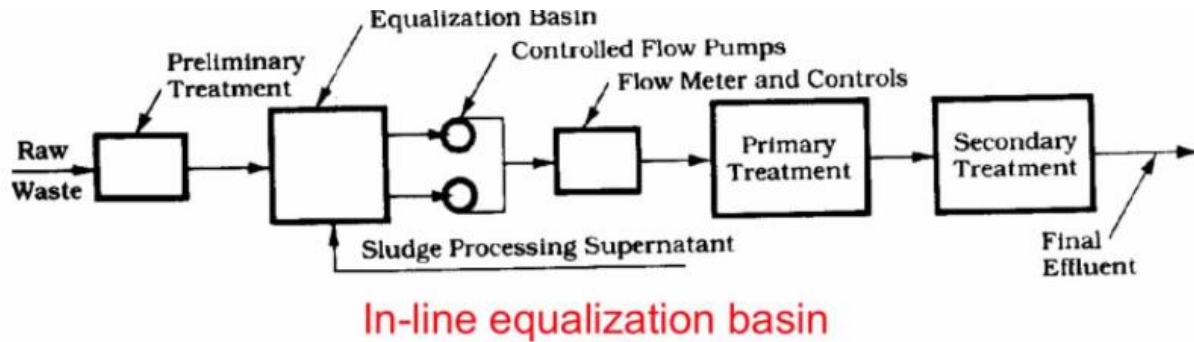 Equalization Basin
Controlled Flow Pumps
Preliminary
Treatment
Flow Meter and Controls
Raw
Waste
Primary
Treatment
Secondary
Treatment
Sludge Processing Supernatant
Final
Effluent
In-line equalization basin